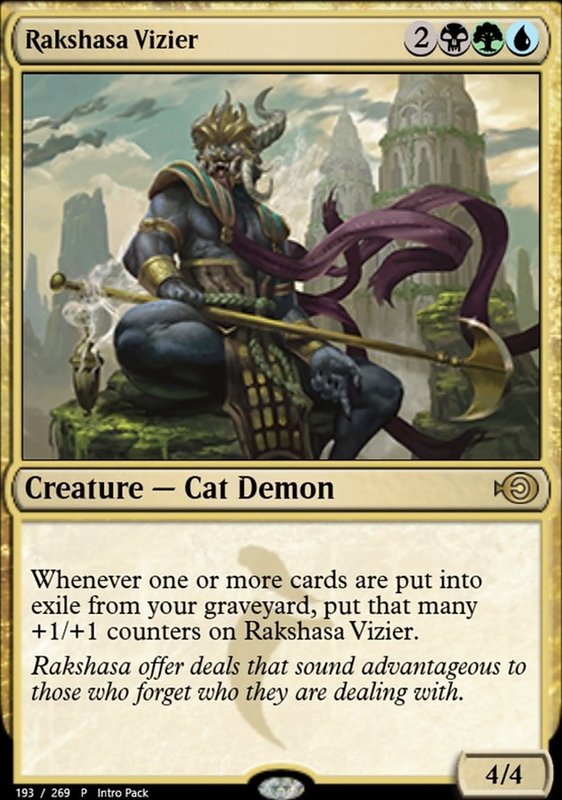 Rakshasa Vizier 2
Creature — Cat Demon
Whenever one or more cards are put into
exile from your graveyard, put that many
+1/+1 counters on Rakshasa Vizier.
Rakshasa offer deals that sound advantageous to
those who forget who they are dealing with.
4/4
193 / 269 P Intro Pack